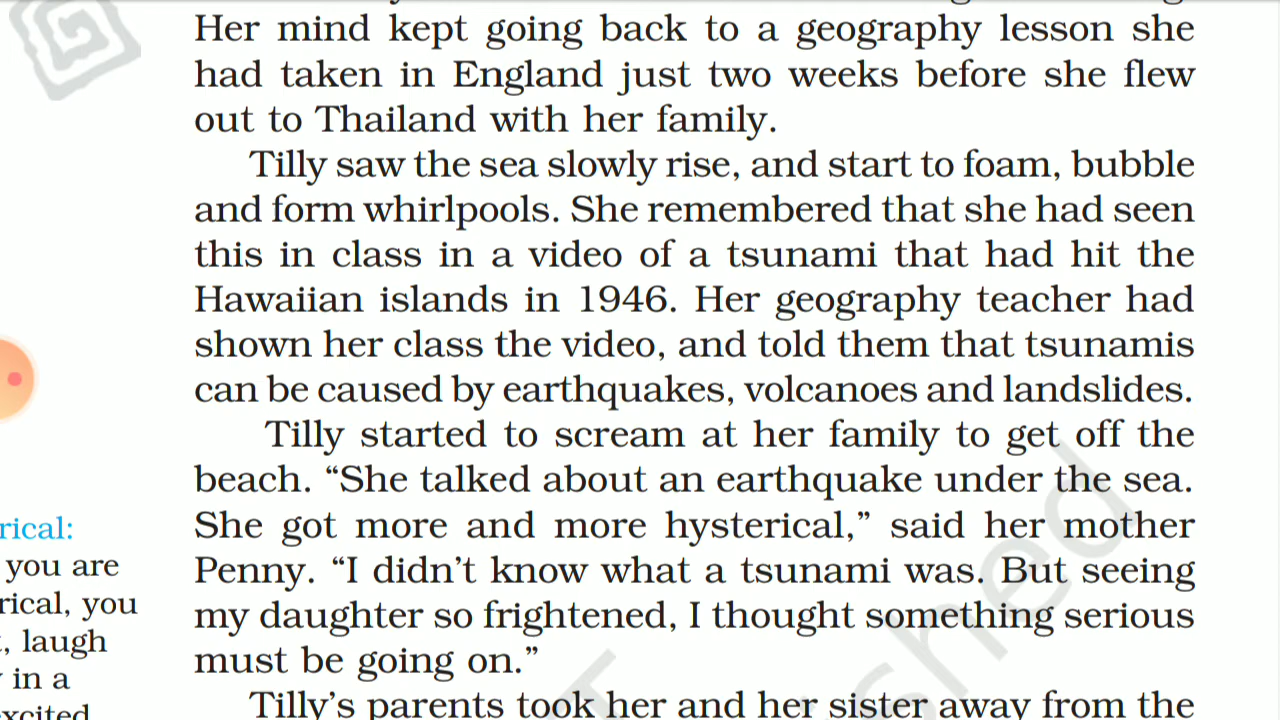 Her mind kept going back to a geography lesson she
had taken in England just two weeks before she flew
out to Thailand with her family.
Tilly saw the sea slowly rise, and start to foam, bubble
and form whirlpools. She remembered that she had seen
this in class in a video of a tsunami that had hit the
Hawaiian islands in 1946. Her geography teacher had
shown her class the video, and told them that tsunamis
can be caused by earthquakes, volcanoes and landslides.
Tilly started to scream at her family to get off the
beach. “She talked about an earthquake under the sea.
She got more and more hysterical,” said her mother
Penny. “I didn’t know what a tsunami was. But seeing
my daughter so frightened, I thought something serious
must be going on.”
Tilly’s parents took her and her sister away from the
rical:
you are
rical, you
, laugh
in a
xcited
shed